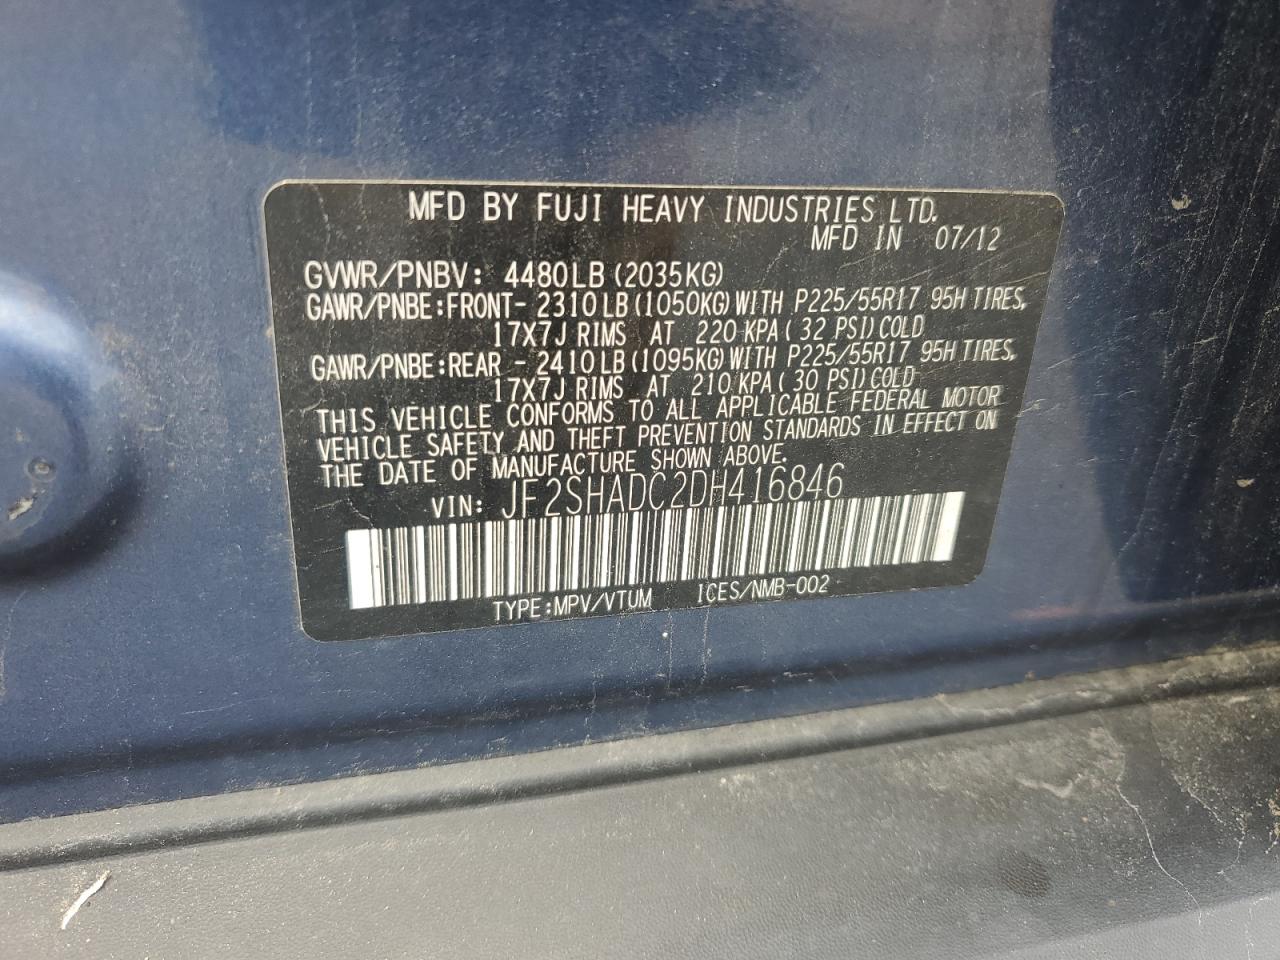 MFD BY FUJI HEAVY INDUSTRIES LTD.
MFD IN 07/12
GVWR/PNBV: 4480LB (2035KG)
GAWR/PNBE:FRONT- 2310LB (1050KG) WITH P225/55R17 95H TIRES,
17X7J RIMS AT 220 KPA ( 32 PSI) COLD
GAWR/PNBE:REAR - 2410LB (1095KG) WITH P225/55R17 95H TIRES,
17X7J RIMS AT 210 KPA ( 30 PSI) COLD
THIS VEHICLE CONFORMS TO ALL APPLICABLE FEDERAL MOTOR
VEHICLE SAFETY AND THEFT PREVENTION STANDARDS IN EFFECT ON
THE DATE OF MANUFACTURE SHOWN ABOVE.
VIN: JF2SHADC2DH416846
TYPE:MPV/VTUM ICES/NMB-002